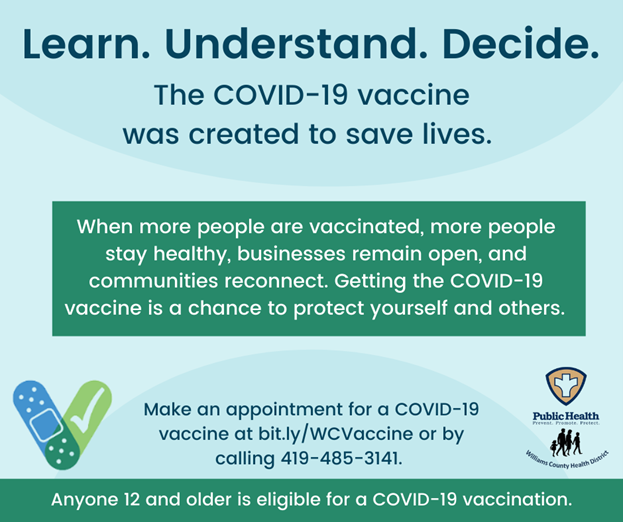 Learn. Understand. Decide.
The COVID-19 vaccine
was created to save lives.
When more people are vaccinated, more people
stay healthy, businesses remain open, and
communities reconnect. Getting the COVID-19
vaccine is a chance to protect yourself and others.
Make an appointment for a COVID-19
vaccine at bit.ly/WCVaccine or by
calling 419-485-3141.
Public Health
Prevent. Promote. Protect.
Williams County Health District
Anyone 12 and older is eligible for a COVID-19 vaccination.